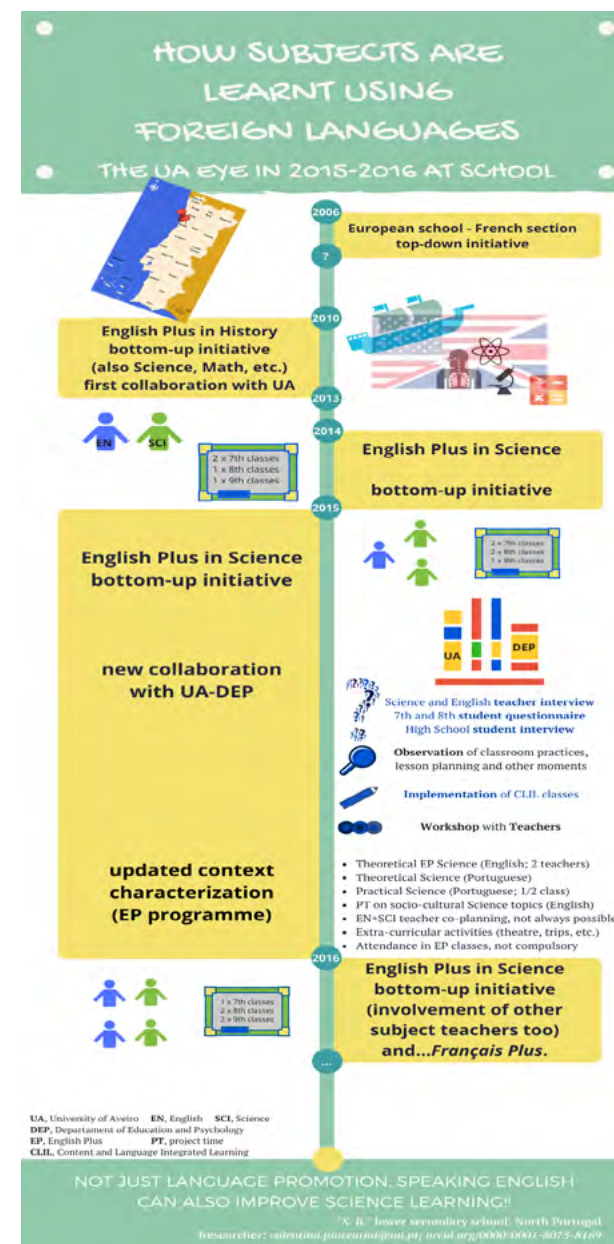 HOW SUBJECTS ARE
LEARNT USING
FOREIGN LANGUAGES
THE UA EYE IN 2015-2016 AT SCHOOL
2006
European school - French section
top-down initiative
?
2010
English Plus in History
bottom-up initiative
(also Science, Math, etc.)
first collaboration with UA
2013
2014
EN SCI
2 x 7th classes
1 x 8th classes
1 x 9th classes
English Plus in Science
bottom-up initiative
2015
English Plus in Science
bottom-up initiative
2 x 7th classes
2 x 8th classes
1 x 9th classes
new collaboration
with UA-DEP
UA DEP
Science and English teacher interview
7th and 8th student questionnaire
High School student interview
Observation of classroom practices,
lesson planning and other moments
Implementation of CLIL classes
Workshop with Teachers
updated context
characterization
(EP programme)
• Theoretical EP Science (English; 2 teachers)
• Theoretical Science (Portuguese)
• Practical Science (Portuguese; 1/2 class)
• PT on socio-cultural Science topics (English)
• EN+SCI teacher co-planning, not always possible
• Extra-curricular activities (theatre, trips, etc.)
• Attendance in EP classes, not compulsory
2016
English Plus in Science
bottom-up initiative
(involvement of other
subject teachers too)
and...Français Plus.
1 x 7th classes
2 x 8th classes
2 x 9th classes
...
UA, University of Aveiro EN, English SCI, Science
DEP, Departament of Education and Psychology
EP, English Plus PT, project time
CLIL, Content and Language Integrated Learning
NOT JUST LANGUAGE PROMOTION. SPEAKING ENGLISH
CAN ALSO IMPROVE SCIENCE LEARNING!!
lower secondary school, North Portugal
Researcher: orcid.org/0000-0001-8075-8169